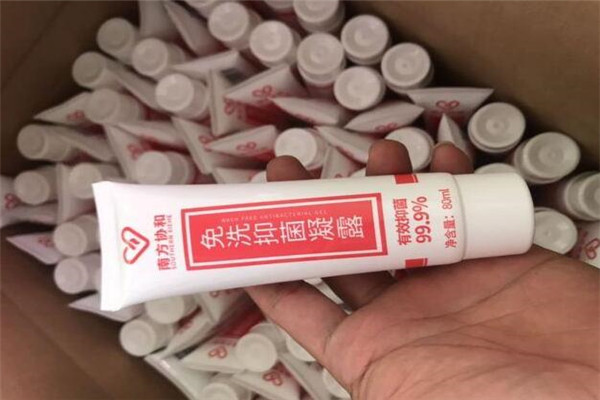 南方协和
SOUTHERN XIEHE
WASH FREE ANTIBACTERIAL GEL
免洗抑菌凝露
有效抑菌
99.9%
净含量：80ml